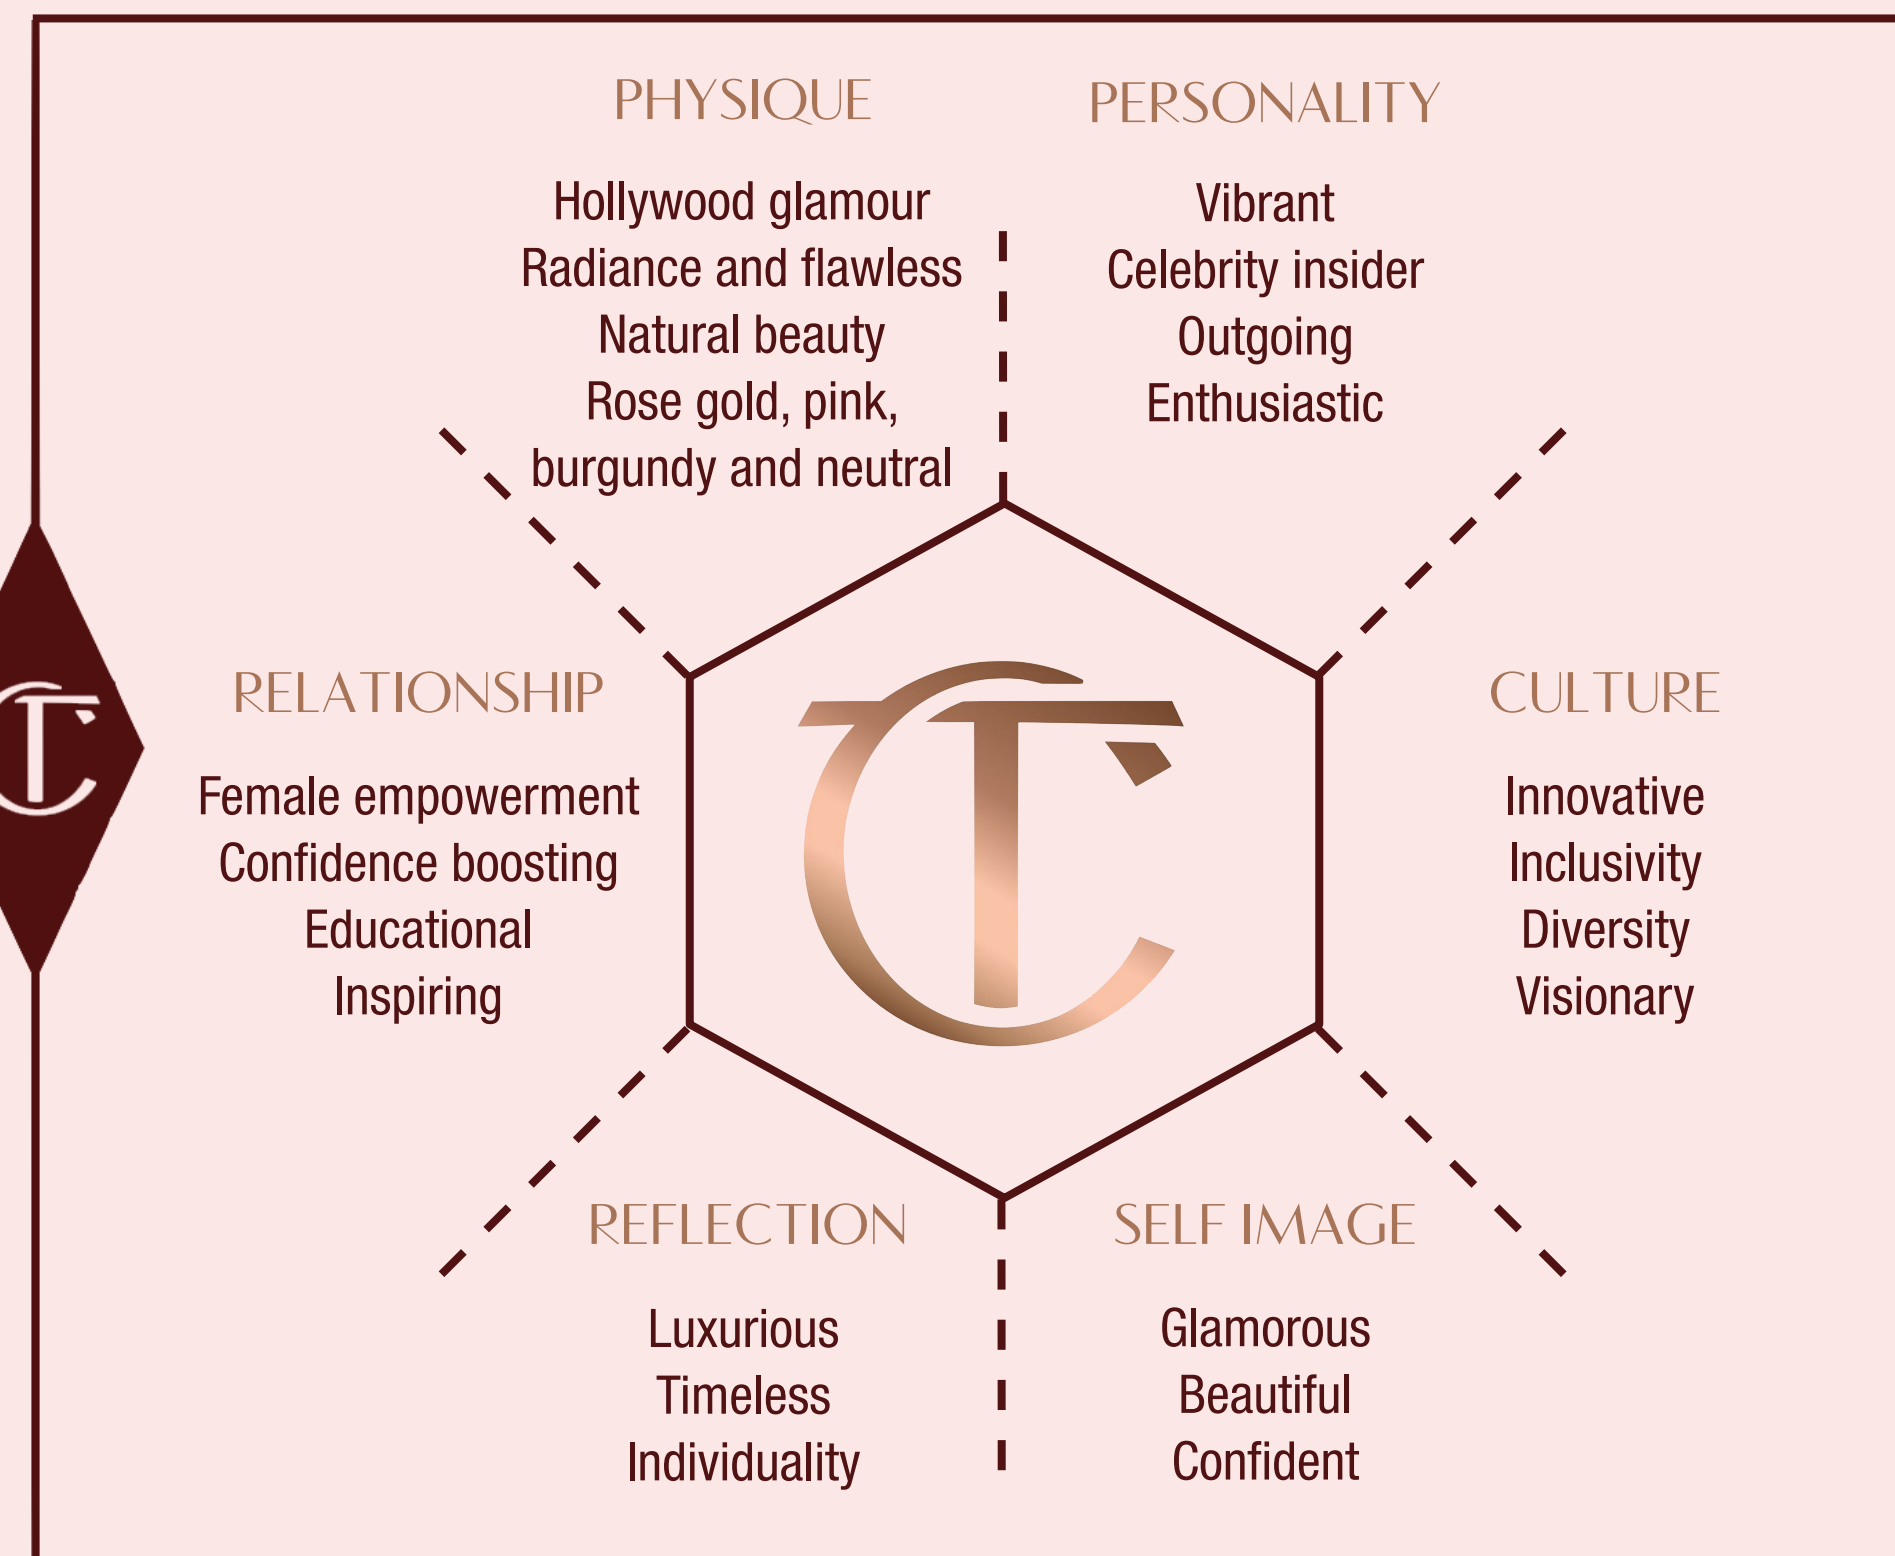 PHYSIQUE
Hollywood glamour
Radiance and flawless
Natural beauty
Rose gold, pink,
burgundy and neutral
PERSONALITY
Vibrant
Celebrity insider
Outgoing
Enthusiastic
RELATIONSHIP
Female empowerment
Confidence boosting
Educational
Inspiring
CT
CT
CULTURE
Innovative
Inclusivity
Diversity
Visionary
REFLECTION
Luxurious
Timeless
Individuality
SELF IMAGE
Glamorous
Beautiful
Confident